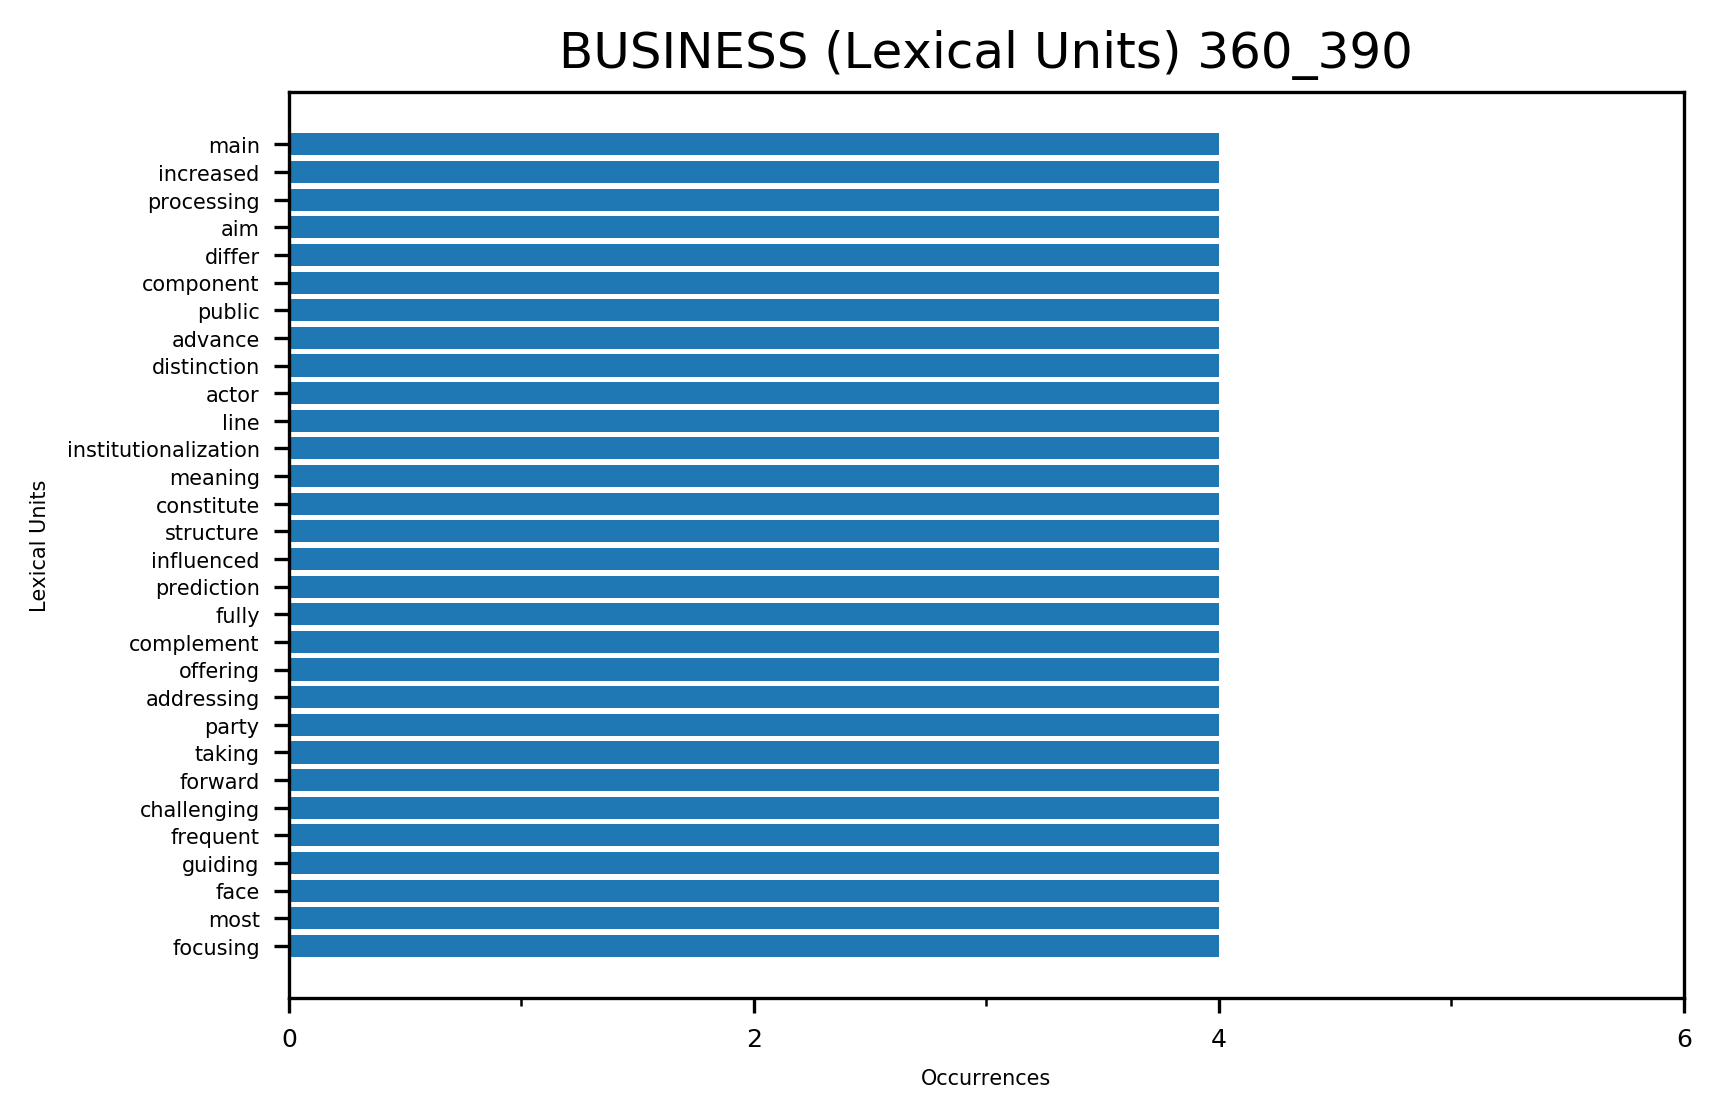 BUSINESS (Lexical Units) 360_390
main
increased
processing
aim
differ
component
public
advance
distinction
actor
line
institutionalization
meaning
constitute
structure
influenced
prediction
fully
complement
offering
addressing
party
taking
forward
challenging
frequent
guiding
face
most
focusing
Lexical Units
0 2 4 6
Occurrences